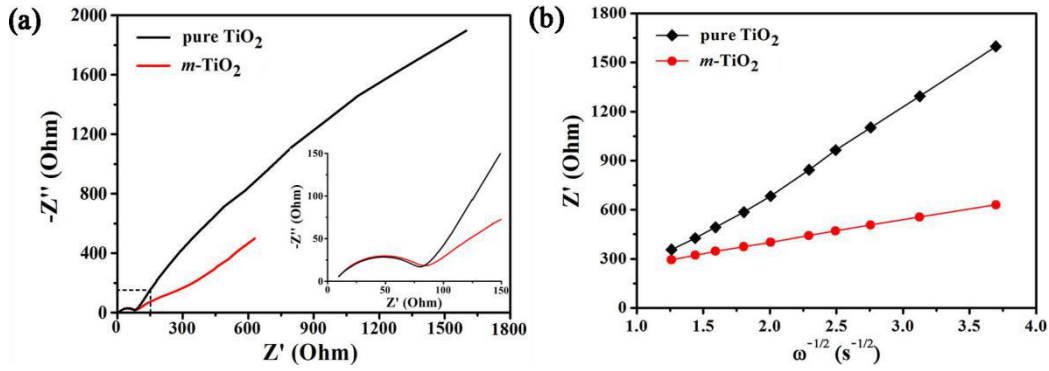 (a)
2000
1600
1200
800
400
0
-Z'' (Ohm)
pure TiO2
m-TiO2
0 300 600 900 1200 1500 1800
Z' (Ohm)
150
100
50
0
-Z'' (Ohm)
0 50 100 150
Z' (Ohm)
(b)
1800
1500
1200
900
600
300
0
Z' (Ohm)
pure TiO2
m-TiO2
1.0 1.5 2.0 2.5 3.0 3.5 4.0
ω-1/2 (s-1/2)